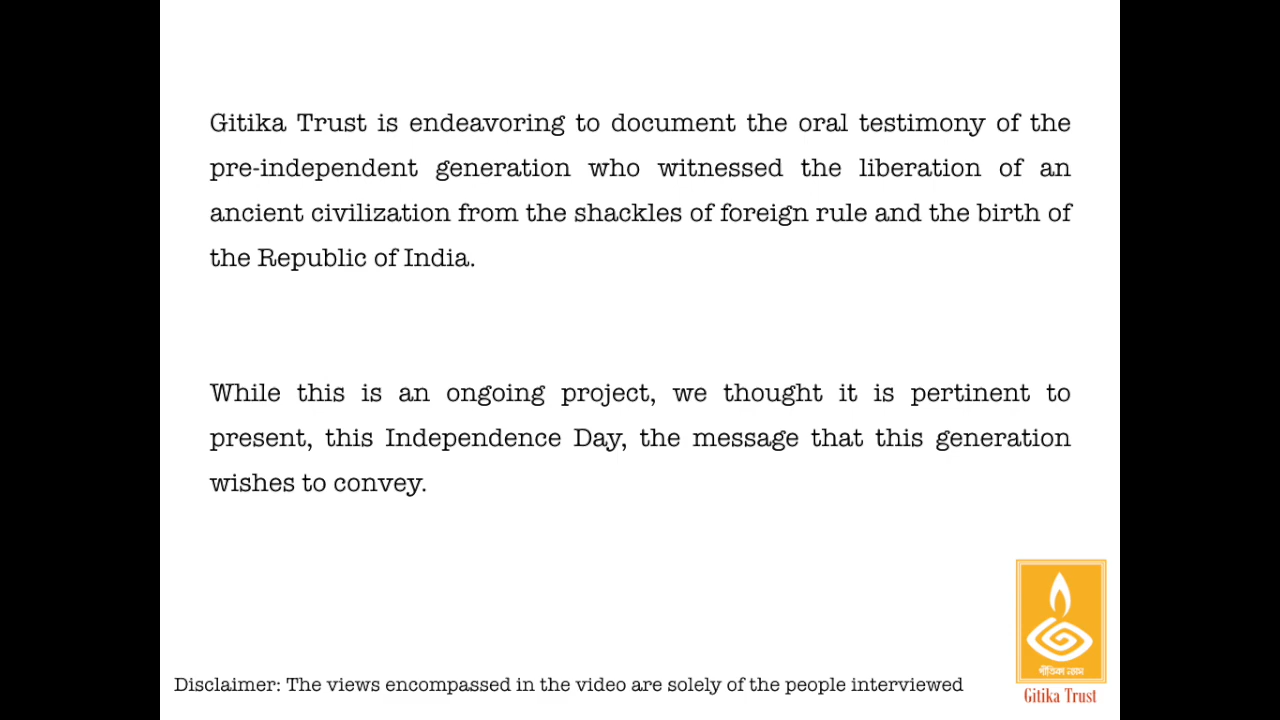 Gitika Trust is endeavoring to document the oral testimony of the
pre-independent generation who witnessed the liberation of an
ancient civilization from the shackles of foreign rule and the birth of
the Republic of India.
While this is an ongoing project, we thought it is pertinent to
present, this Independence Day, the message that this generation
wishes to convey.
গীতিকা ট্রাস্ট
Gitika Trust
Disclaimer: The views encompassed in the video are solely of the people interviewed